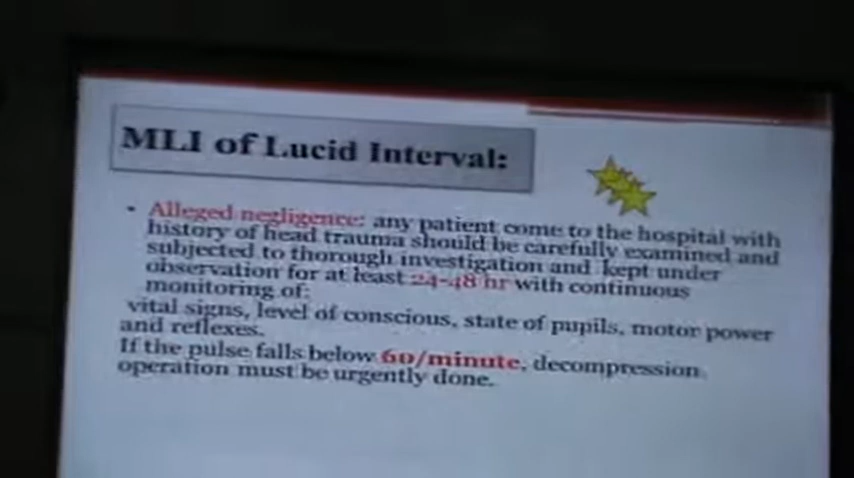 MLI of Lucid Interval:
• Alleged negligence: any patient come to the hospital with
history of head trauma should be carefully examined and
subjected to thorough investigation and kept under
observation for at least 24-48 hr with continuous
monitoring of:
vital signs, level of conscious, state of pupils, motor power
and reflexes.
If the pulse falls below 60/minute, decompression
operation must be urgently done.